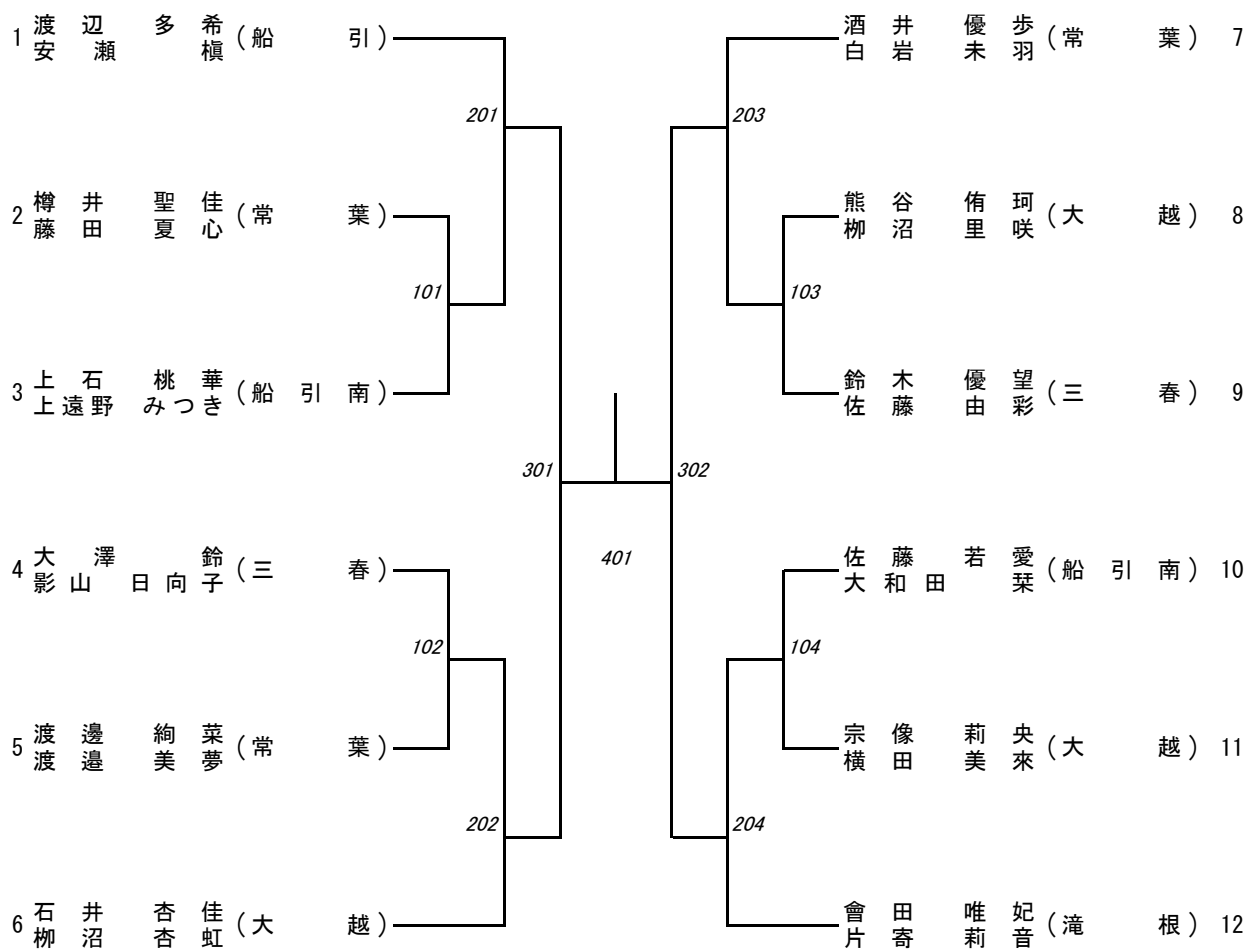 1 渡辺 多希 (船引)
安瀬 槇
201
2 樽井 聖佳 (常葉)
藤田 夏心
101
3 上石 桃華 (船引南)
上遠野 みつき
301
4 大澤 鈴 (三春)
影山 日向子
102
5 渡邊 絢菜 (常葉)
渡邉 美夢
202
6 石井 杏佳 (大越)
栁沼 杏虹
401
酒井 優歩 (常葉) 7
白岩 未羽
203
熊谷 侑珂 (大越) 8
栁沼 里咲
103
鈴木 優望 (三春) 9
佐藤 由彩
302
佐藤 若愛 (船引南) 10
大和田 栞
104
宗像 莉央 (大越) 11
横田 美來
204
會田 唯妃 (滝根) 12
片寄 莉音